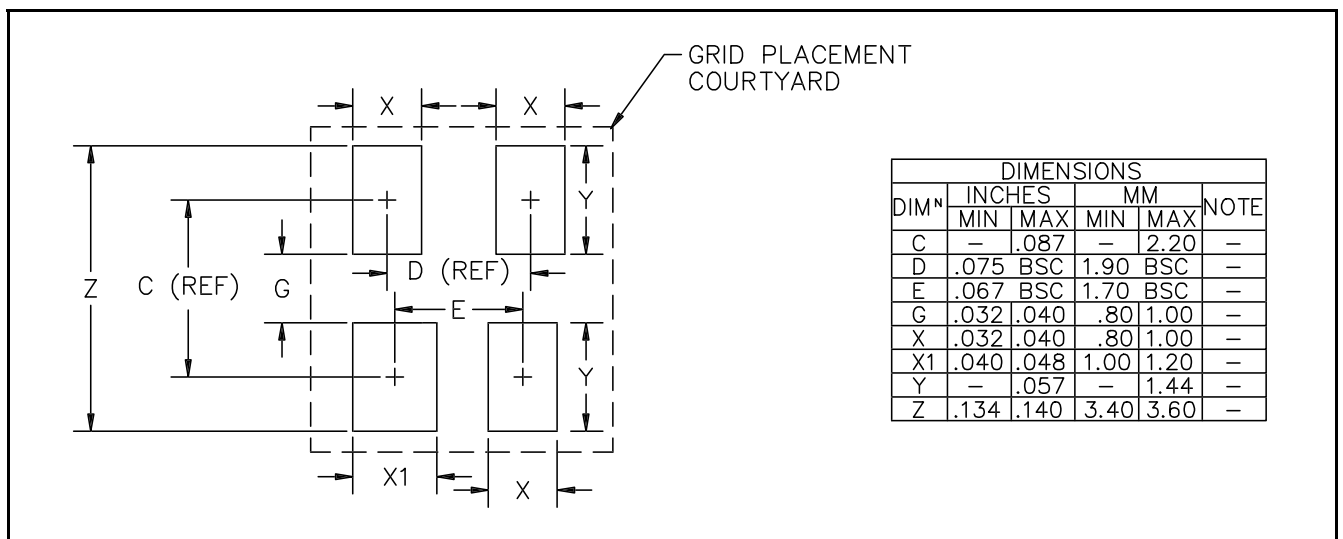 GRID PLACEMENT
COURTYARD
X X
Y
Z C (REF) G D (REF)
E
Y
X1 X
DIMENSIONS
DIMᴺ INCHES MM NOTE
MIN MAX MIN MAX
C – .087 – 2.20 –
D .075 BSC 1.90 BSC –
E .067 BSC 1.70 BSC –
G .032 .040 .80 1.00 –
X .032 .040 .80 1.00 –
X1 .040 .048 1.00 1.20 –
Y – .057 – 1.44 –
Z .134 .140 3.40 3.60 –